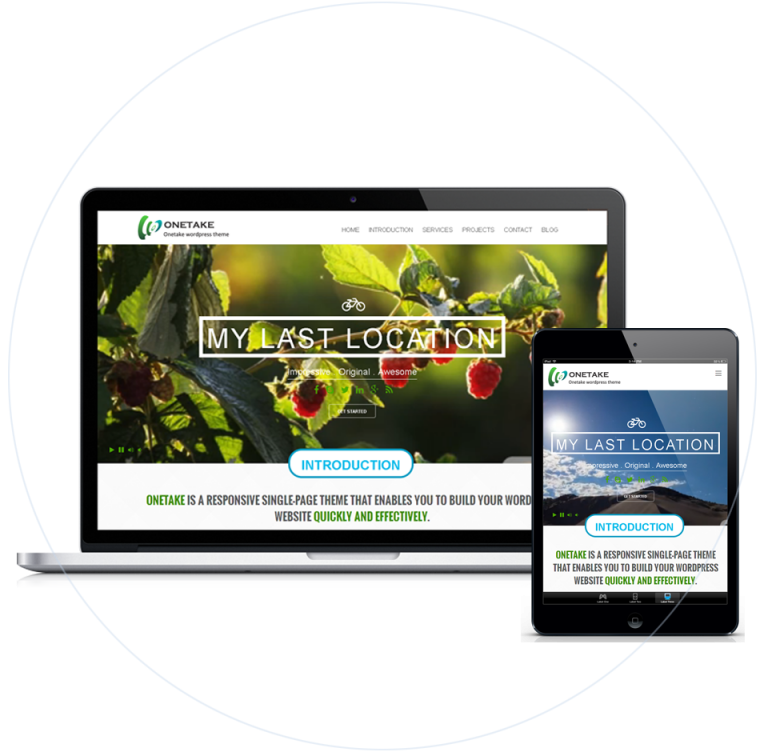 ONETAKE
Onetake wordpress theme
HOME INTRODUCTION SERVICES PROJECTS CONTACT BLOG
MY LAST LOCATION
Impressive . Original . Awesome
GET STARTED
INTRODUCTION
ONETAKE IS A RESPONSIVE SINGLE-PAGE THEME THAT ENABLES YOU TO BUILD YOUR WORD
WEBSITE QUICKLY AND EFFECTIVELY.
ONETAKE
Onetake wordpress theme
MY LAST LOCATION
Impressive . Original . Awesome
GET STARTED
INTRODUCTION
ONETAKE IS A RESPONSIVE SINGLE-PAGE THEME
THAT ENABLES YOU TO BUILD YOUR WORDPRESS
WEBSITE QUICKLY AND EFFECTIVELY.